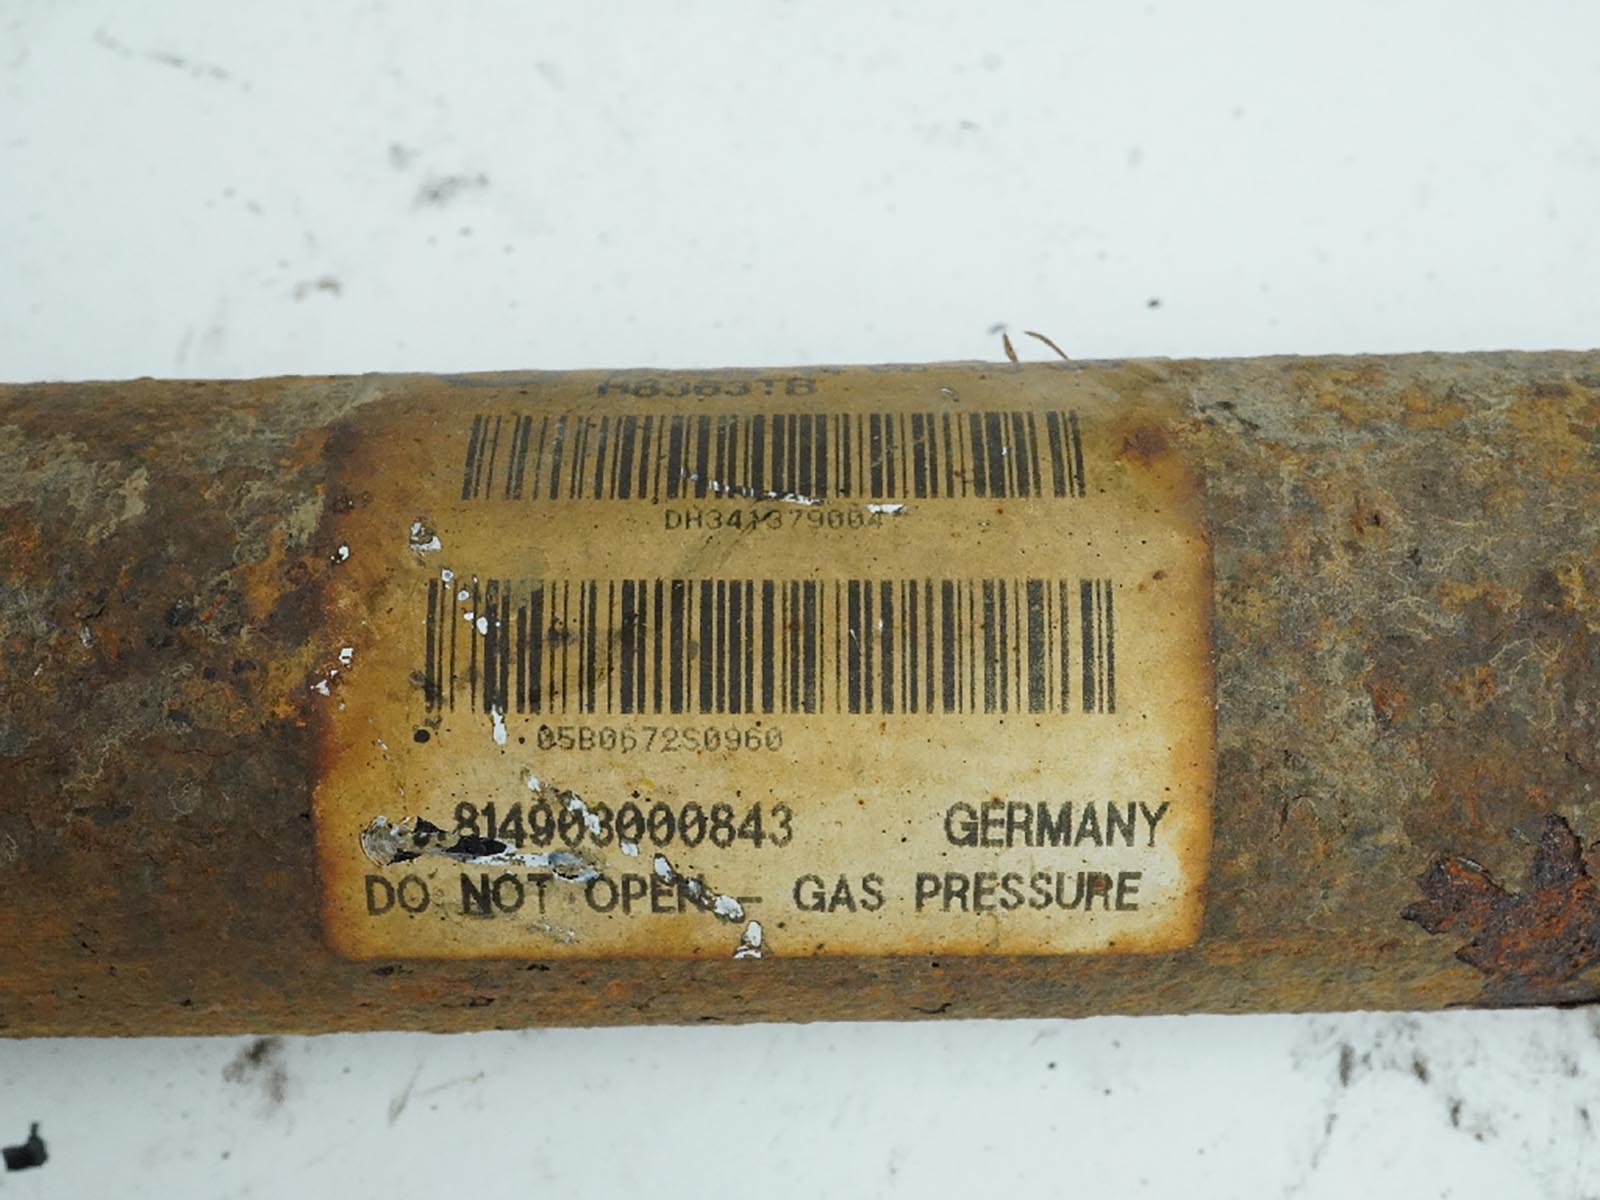 DH341379004
05B0672S0960
814903000843 GERMANY
DO NOT OPEN - GAS PRESSURE